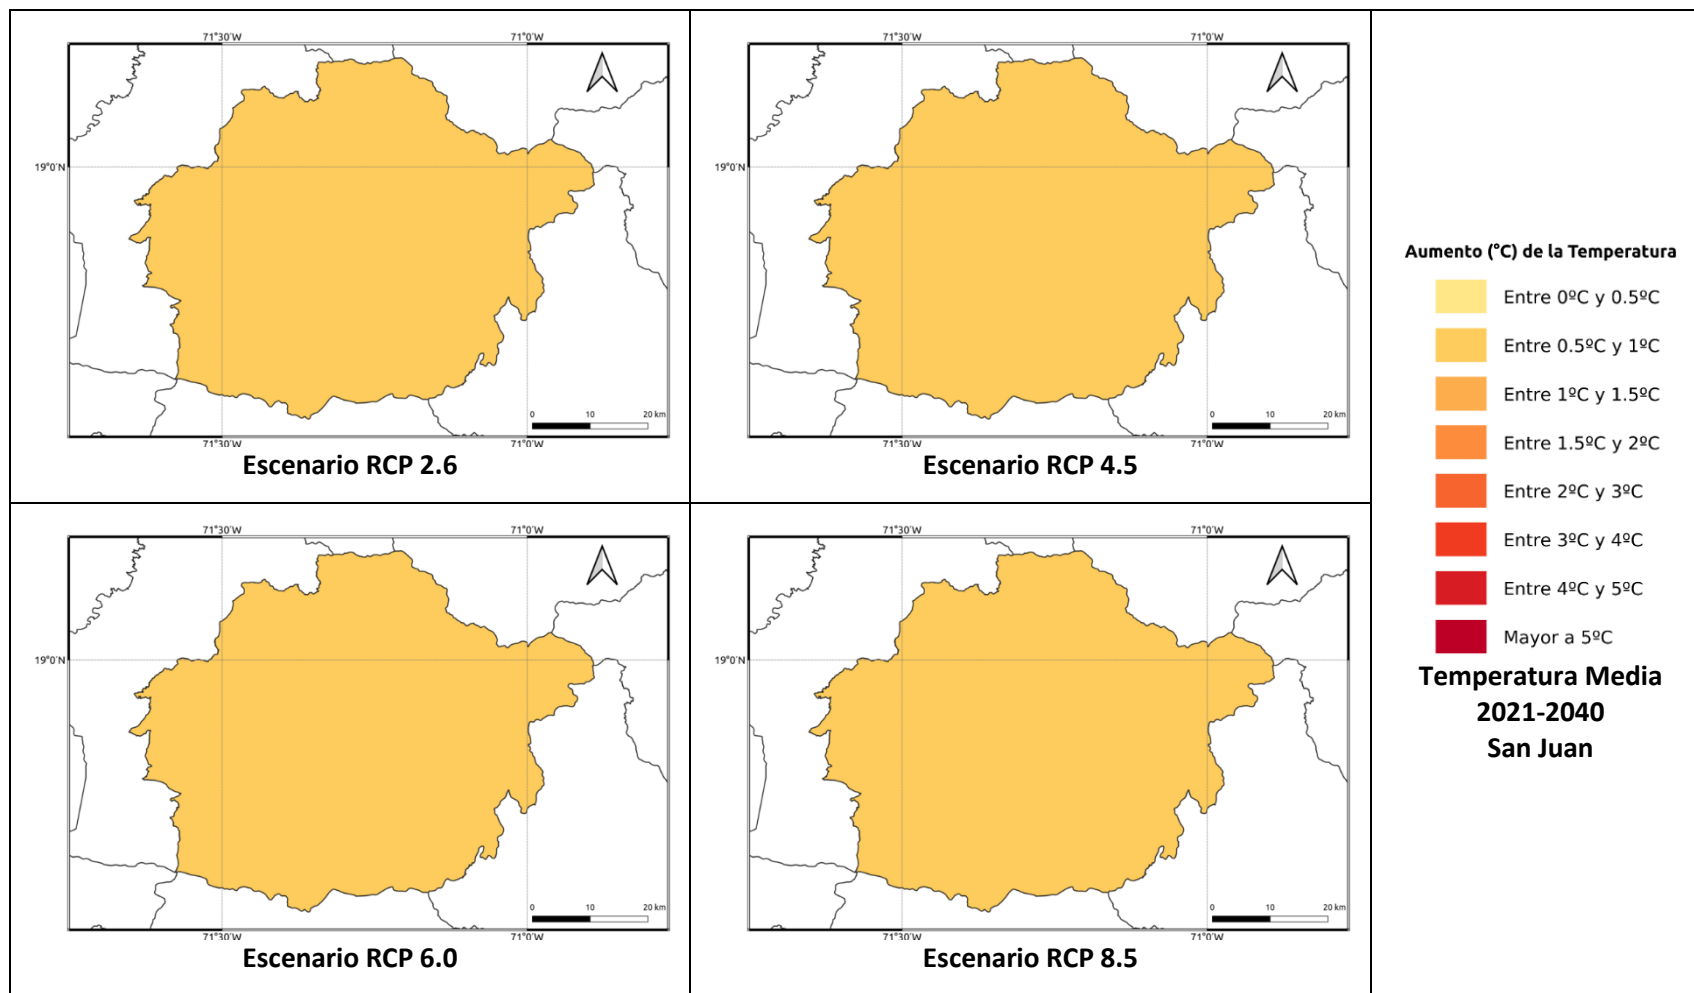 71°30'W 71°0'W
19°0'N
0 10 20 km
71°30'W 71°0'W
Escenario RCP 2.6
71°30'W 71°0'W
19°0'N
0 10 20 km
71°30'W 71°0'W
Escenario RCP 4.5
71°30'W 71°0'W
19°0'N
0 10 20 km
71°30'W 71°0'W
Escenario RCP 6.0
71°30'W 71°0'W
19°0'N
0 10 20 km
71°30'W 71°0'W
Escenario RCP 8.5
Aumento (°C) de la Temperatura
Entre 0ºC y 0.5ºC
Entre 0.5ºC y 1ºC
Entre 1ºC y 1.5ºC
Entre 1.5ºC y 2ºC
Entre 2ºC y 3ºC
Entre 3ºC y 4ºC
Entre 4ºC y 5ºC
Mayor a 5ºC
Temperatura Media
2021-2040
San Juan